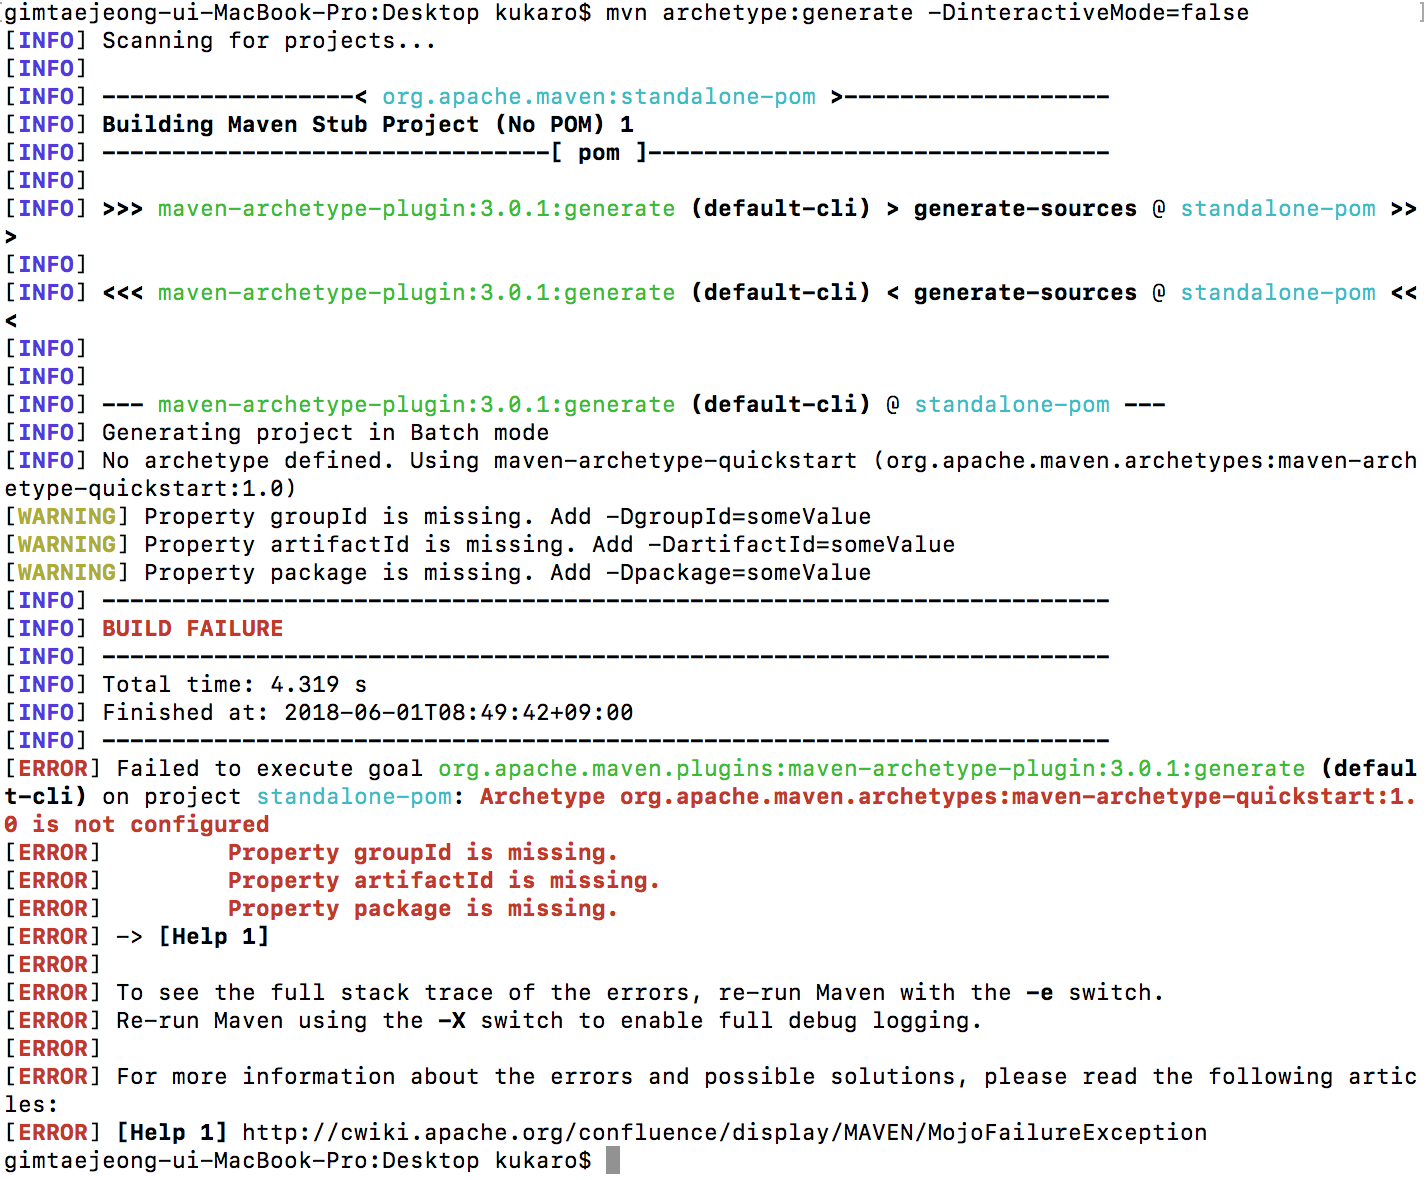 gimtaejeong-ui-MacBook-Pro:Desktop kukaro$ mvn archetype:generate -DinteractiveMode=false
[INFO] Scanning for projects...
[INFO]
[INFO] ------------------< org.apache.maven:standalone-pom >-------------------
[INFO] Building Maven Stub Project (No POM) 1
[INFO] --------------------------------[ pom ]---------------------------------
[INFO]
[INFO] >>> maven-archetype-plugin:3.0.1:generate (default-cli) > generate-sources @ standalone-pom >>
>
[INFO]
[INFO] <<< maven-archetype-plugin:3.0.1:generate (default-cli) < generate-sources @ standalone-pom <<
<
[INFO]
[INFO]
[INFO] --- maven-archetype-plugin:3.0.1:generate (default-cli) @ standalone-pom ---
[INFO] Generating project in Batch mode
[INFO] No archetype defined. Using maven-archetype-quickstart (org.apache.maven.archetypes:maven-arch
etype-quickstart:1.0)
[WARNING] Property groupId is missing. Add -DgroupId=someValue
[WARNING] Property artifactId is missing. Add -DartifactId=someValue
[WARNING] Property package is missing. Add -Dpackage=someValue
[INFO] ------------------------------------------------------------------------
[INFO] BUILD FAILURE
[INFO] ------------------------------------------------------------------------
[INFO] Total time: 4.319 s
[INFO] Finished at: 2018-06-01T08:49:42+09:00
[INFO] ------------------------------------------------------------------------
[ERROR] Failed to execute goal org.apache.maven.plugins:maven-archetype-plugin:3.0.1:generate (defaul
t-cli) on project standalone-pom: Archetype org.apache.maven.archetypes:maven-archetype-quickstart:1.
0 is not configured
[ERROR]         Property groupId is missing.
[ERROR]         Property artifactId is missing.
[ERROR]         Property package is missing.
[ERROR] -> [Help 1]
[ERROR]
[ERROR] To see the full stack trace of the errors, re-run Maven with the -e switch.
[ERROR] Re-run Maven using the -X switch to enable full debug logging.
[ERROR]
[ERROR] For more information about the errors and possible solutions, please read the following artic
les:
[ERROR] [Help 1] http://cwiki.apache.org/confluence/display/MAVEN/MojoFailureException
gimtaejeong-ui-MacBook-Pro:Desktop kukaro$